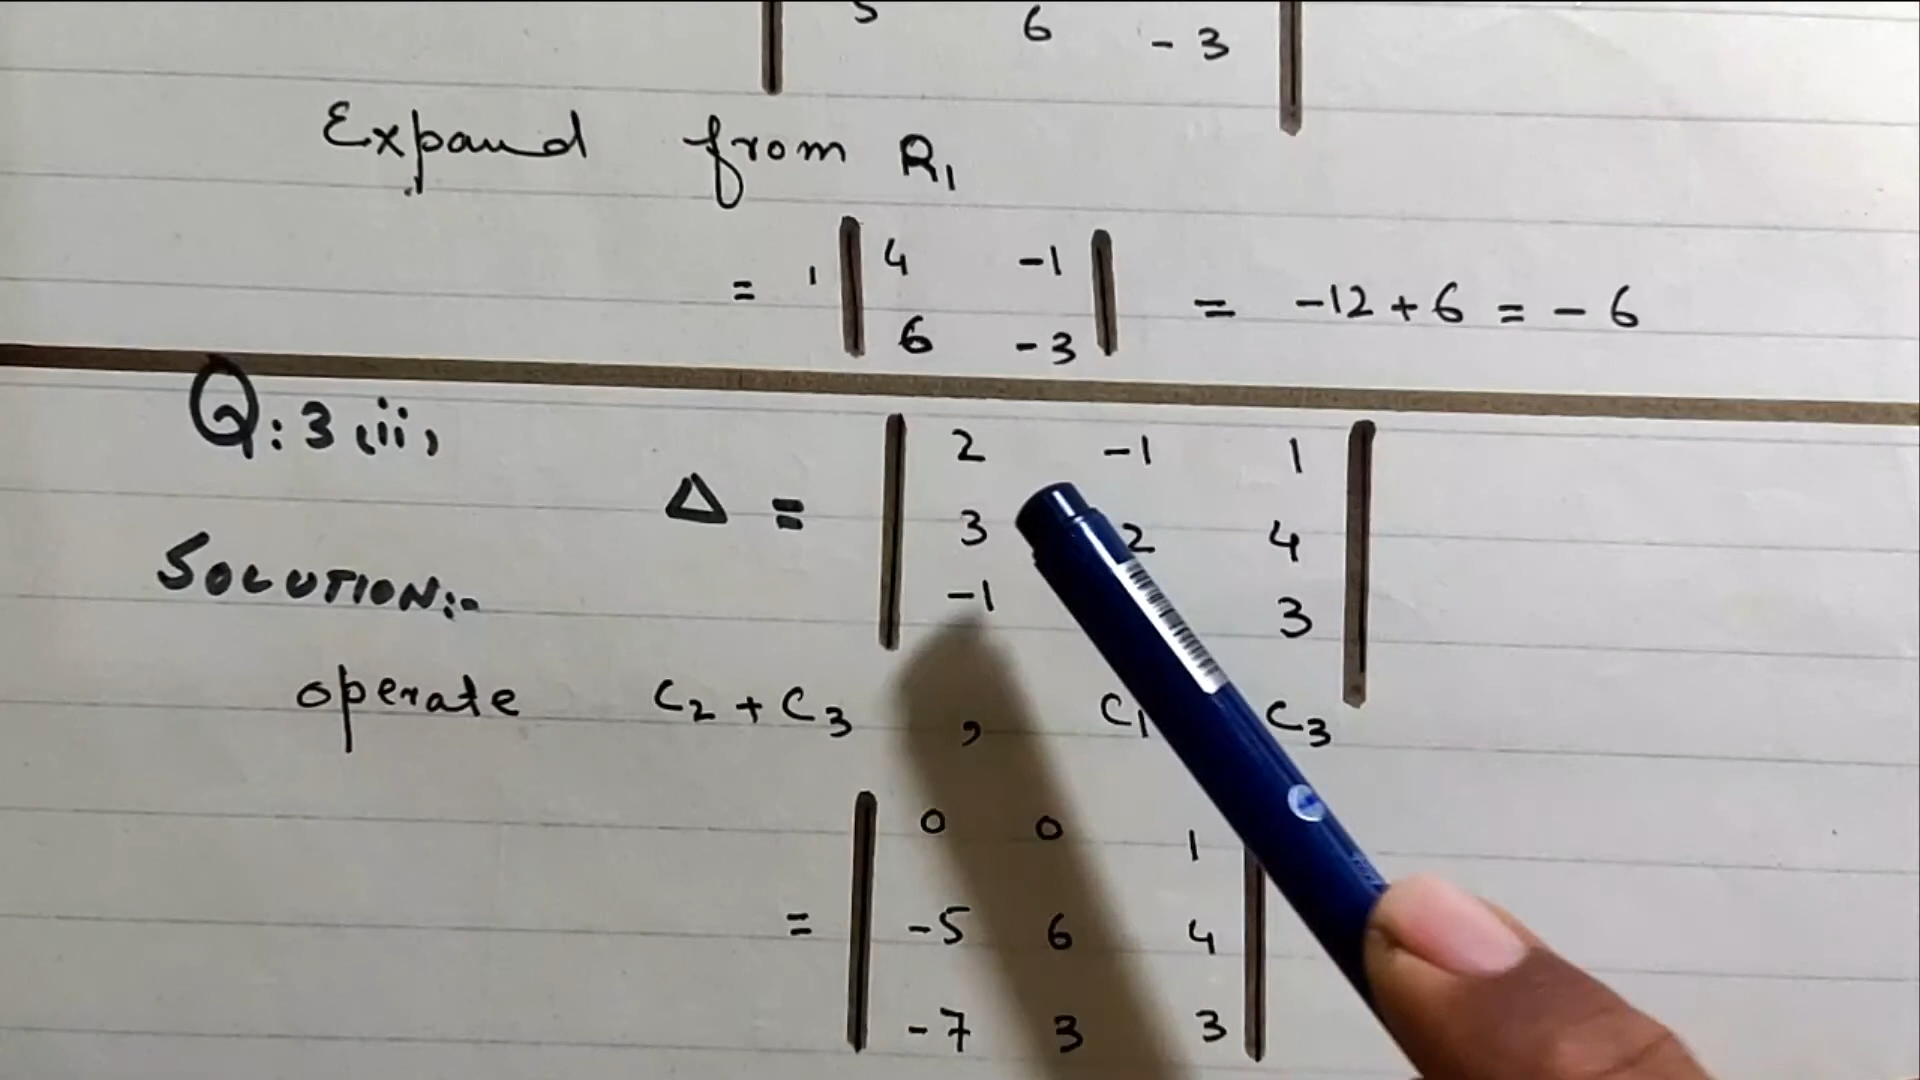 5 6 -3
Expand from R1
= 1 | 4 -1 | = -12 + 6 = -6
| 6 -3 |
Q:3(ii)
Δ = | 2 -1 1 |
| 3 2 4 |
| -1 3 |
SOLUTION:-
operate C2 + C3 , C1 C3
| 0 0 1 |
= | -5 6 4 |
| -7 3 3 |